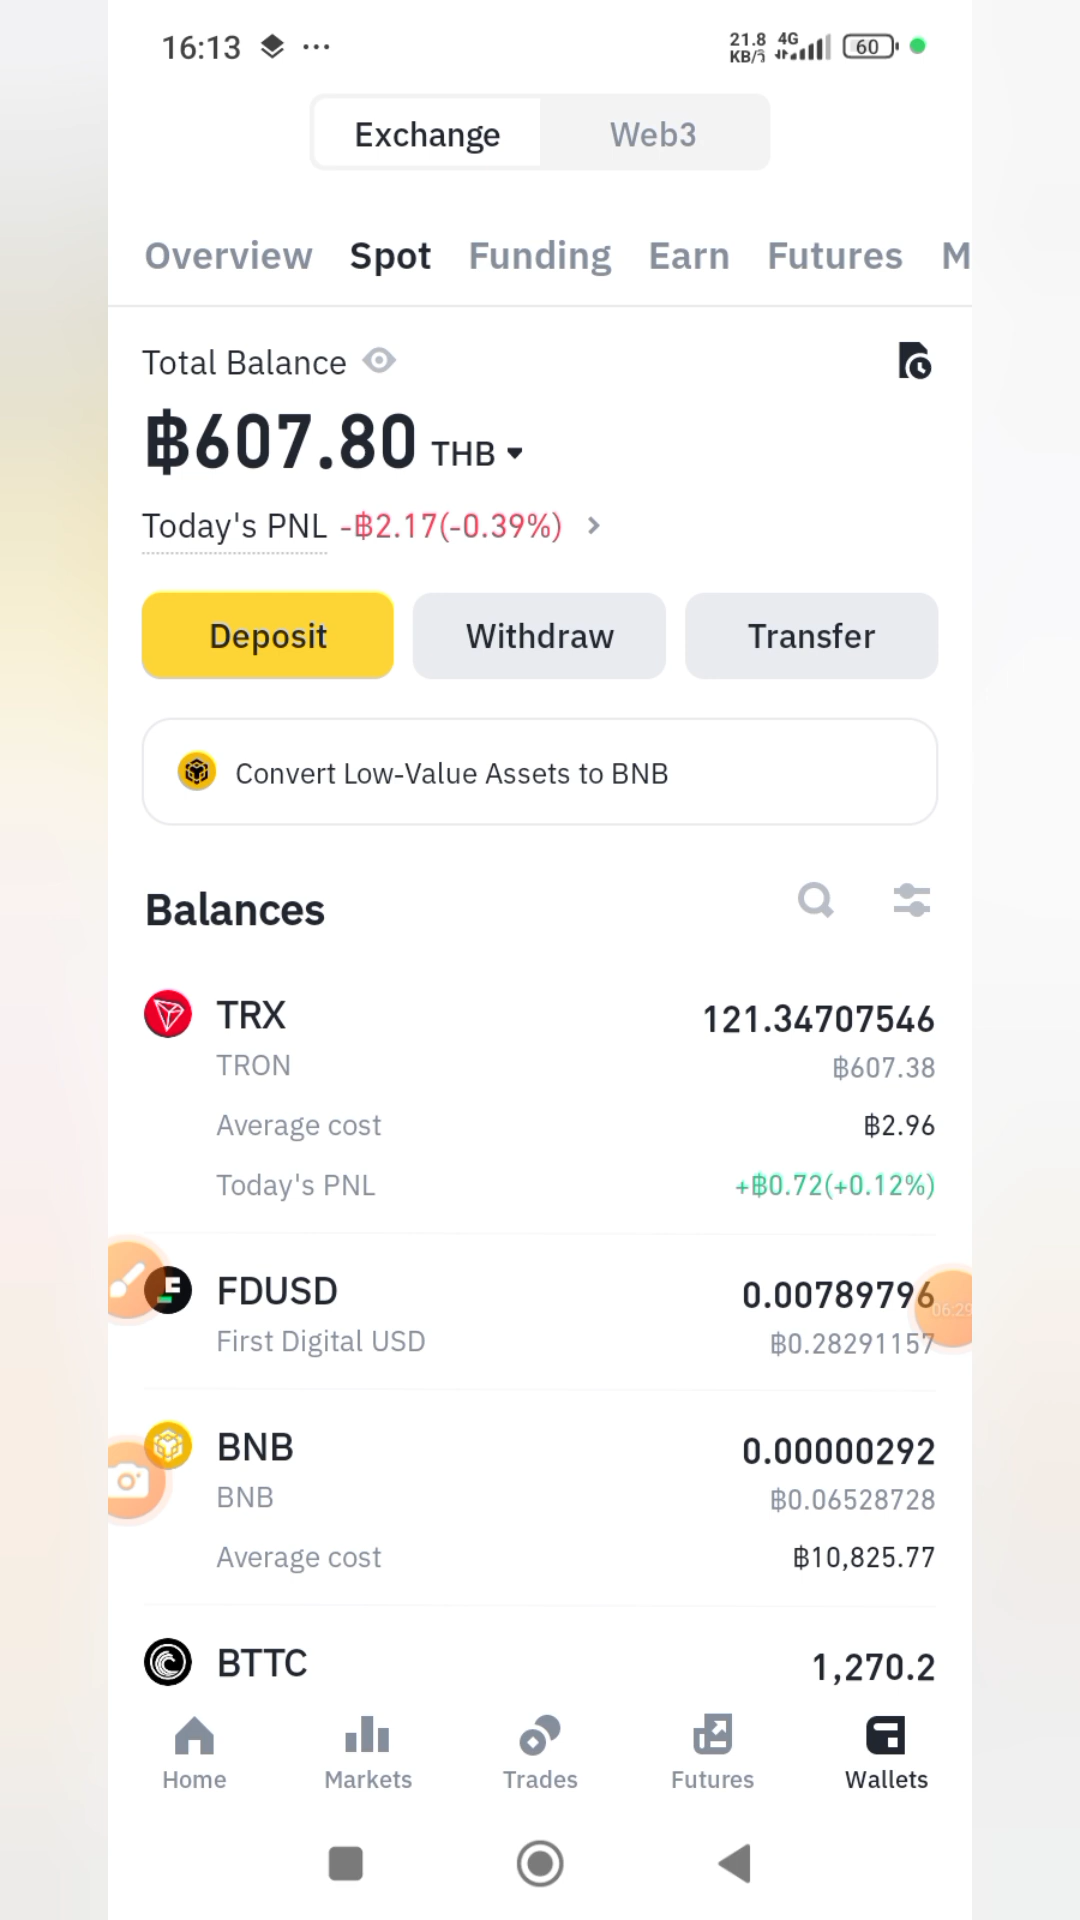 16:13
21.8 KB/วิ 4G 60
Exchange Web3
Overview Spot Funding Earn Futures M
Total Balance
฿607.80 THB
Today's PNL -฿2.17(-0.39%)
Deposit Withdraw Transfer
Convert Low-Value Assets to BNB
Balances
TRX 121.34707546
TRON ฿607.38
Average cost ฿2.96
Today's PNL +฿0.72(+0.12%)
FDUSD 0.00789796
06:29
First Digital USD ฿0.28291157
BNB 0.00000292
BNB ฿0.06528728
Average cost ฿10,825.77
BTTC 1,270.2
Home Markets Trades Futures Wallets